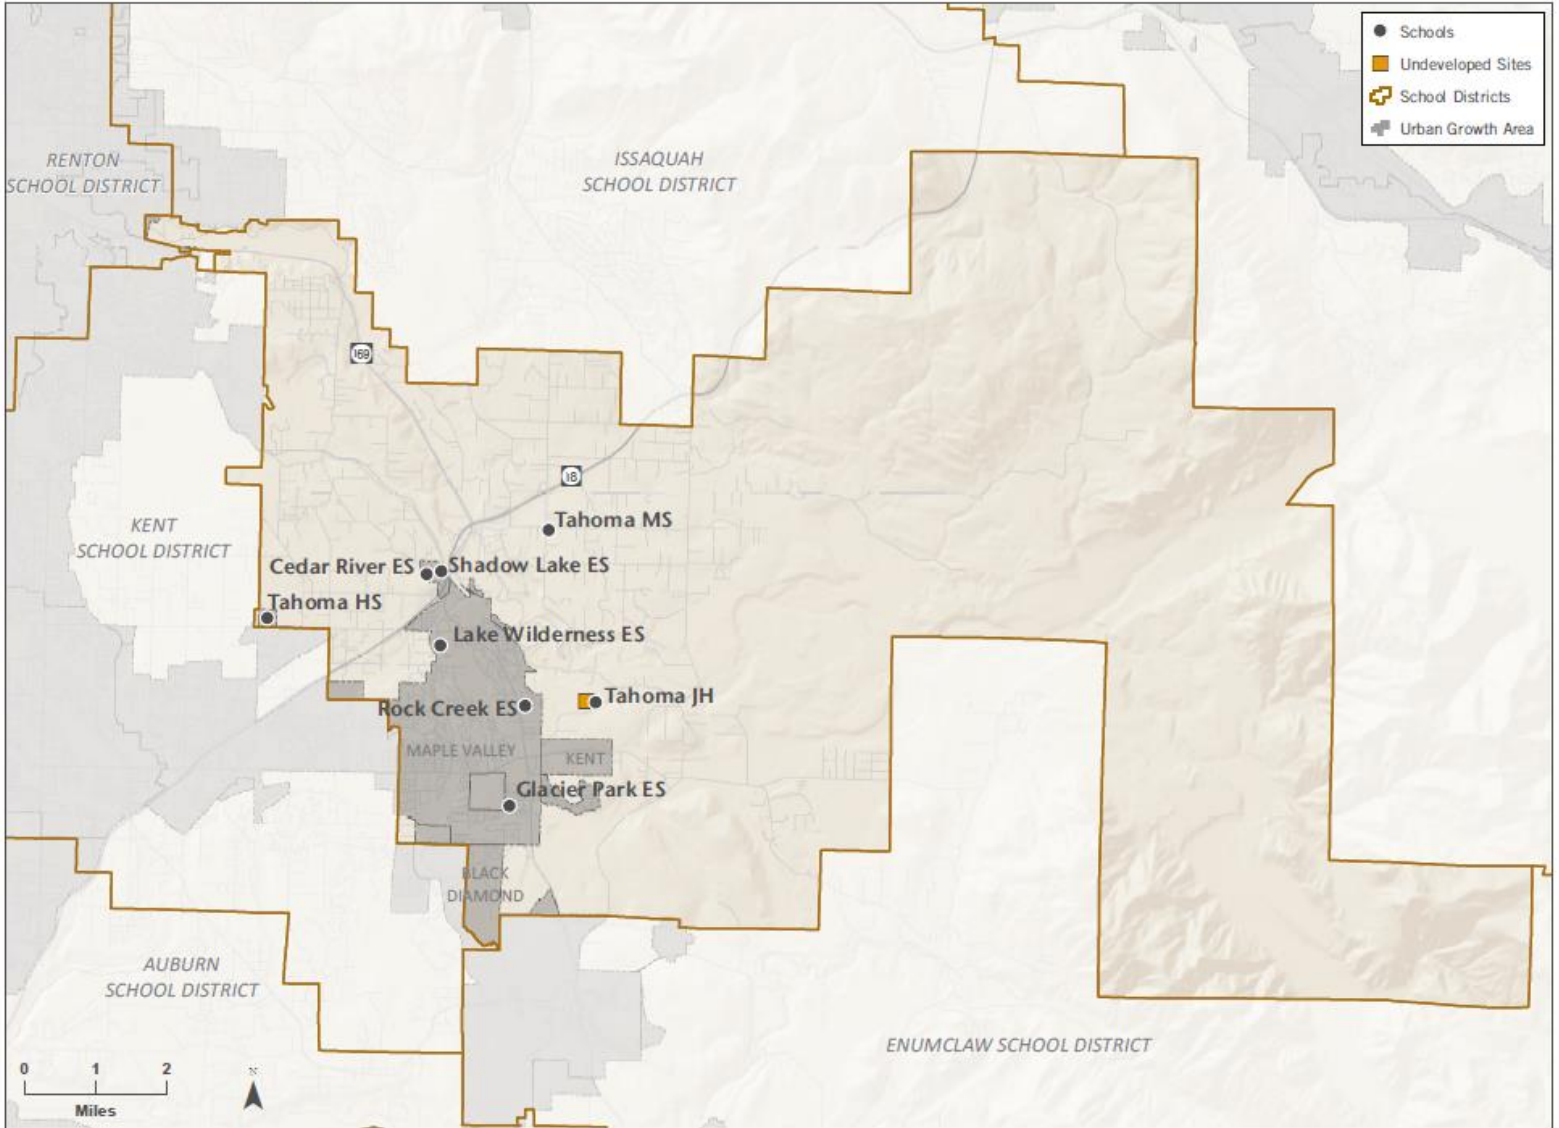 Schools
Undeveloped Sites
School Districts
Urban Growth Area
RENTON
SCHOOL DISTRICT
ISSAQUAH
SCHOOL DISTRICT
169
18
KENT
SCHOOL DISTRICT
Tahoma MS
Cedar River ES
Shadow Lake ES
Tahoma HS
Lake Wilderness ES
Tahoma JH
Rock Creek ES
MAPLE VALLEY
KENT
Glacier Park ES
BLACK
DIAMOND
AUBURN
SCHOOL DISTRICT
ENUMCLAW SCHOOL DISTRICT
0 1 2
Miles
N